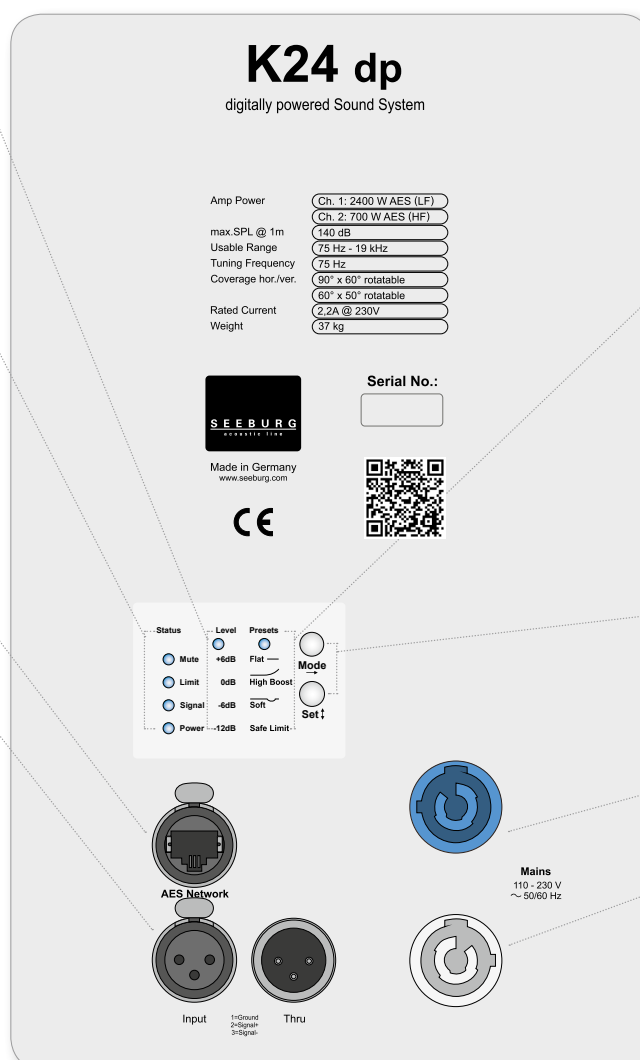 K24 dp
digitally powered Sound System
Amp Power Ch. 1: 2400 W AES (LF)
Ch. 2: 700 W AES (HF)
max.SPL @ 1m 140 dB
Usable Range 75 Hz - 19 kHz
Tuning Frequency 75 Hz
Coverage hor./ver. 90° x 60° rotatable
60° x 50° rotatable
Rated Current 2,2A @ 230V
Weight 37 kg
SEEBURG
acoustic line
Serial No.:
Made in Germany
www.seeburg.com
CE
Status Level Presets
Mute +6dB Flat
Mode
Limit 0dB High Boost
Signal -6dB Soft
Set
Power -12dB Safe Limit
AES Network
Mains
110 - 230 V
~ 50/60 Hz
Input
1=Ground
2=Signal+
3=Signal-
Thru